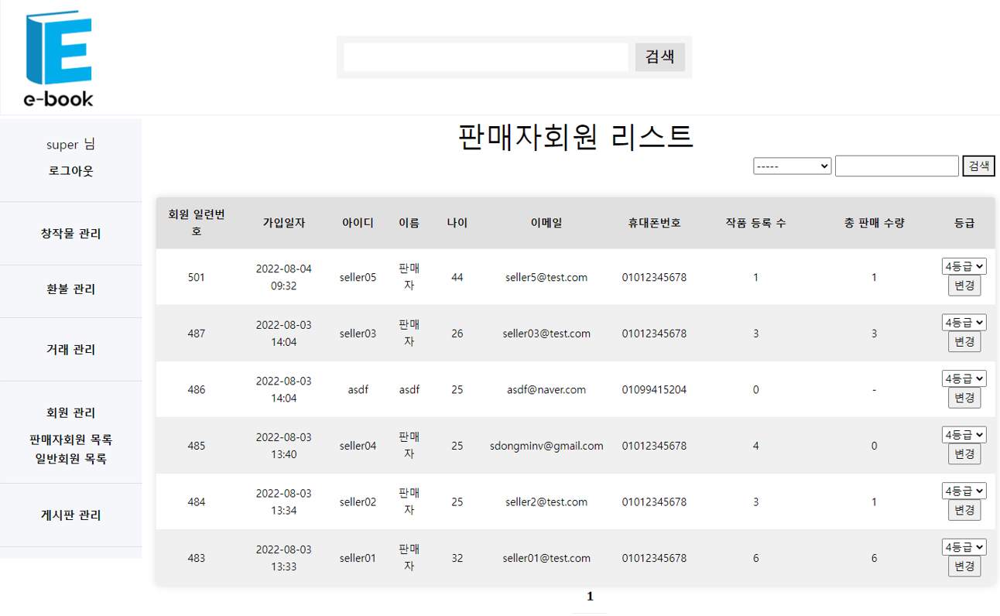 e-book
검색
super 님
로그아웃
창작물 관리
환불 관리
거래 관리
회원 관리
판매자회원 목록
일반회원 목록
게시판 관리
판매자회원 리스트
----- 검색
회원 일련번
호 가입일자 아이디 이름 나이 이메일 휴대폰번호 작품 등록 수 총 판매 수량 등급
501 2022-08-04
09:32 seller05 판매
자 44 seller5@test.com 01012345678 1 1 4등급
변경
487 2022-08-03
14:04 seller03 판매
자 26 seller03@test.com 01012345678 3 3 4등급
변경
486 2022-08-03
14:04 asdf asdf 25 asdf@naver.com 01099415204 0 - 4등급
변경
485 2022-08-03
13:40 seller04 판매
자 25 sdongminv@gmail.com 01012345678 4 0 4등급
변경
484 2022-08-03
13:34 seller02 판매
자 25 seller2@test.com 01012345678 3 1 4등급
변경
483 2022-08-03
13:33 seller01 판매
자 32 seller01@test.com 01012345678 6 6 4등급
변경
1